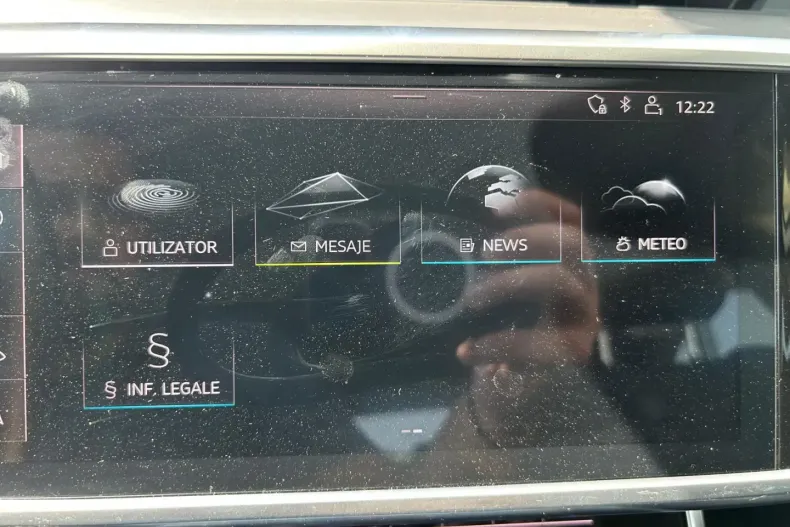 12:22
UTILIZATOR
MESAJE
NEWS
METEO
§
§ INF. LEGALE